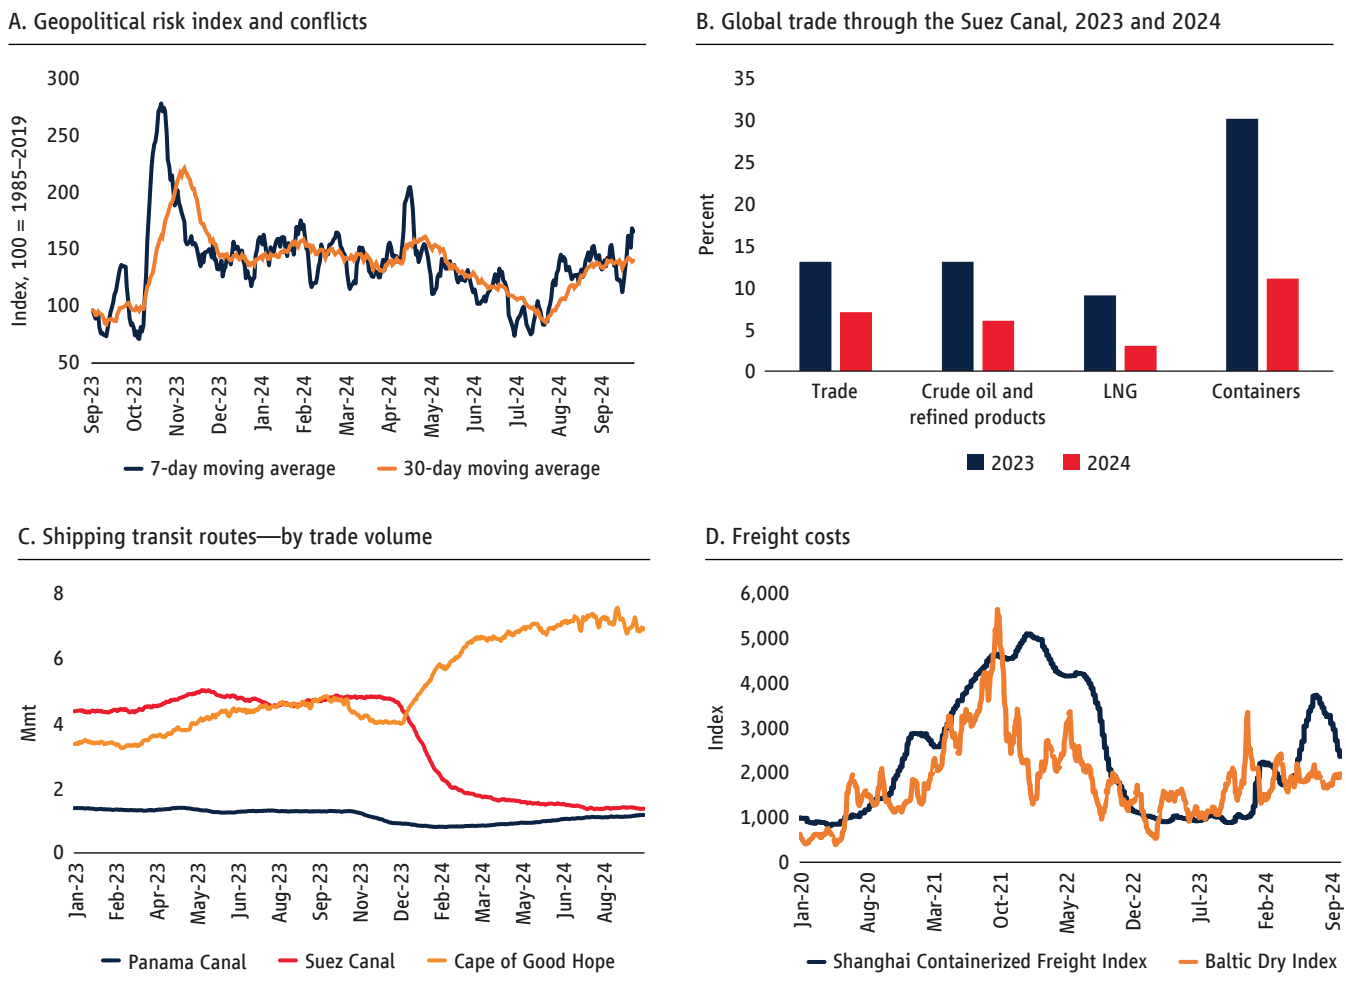 A. Geopolitical risk index and conflicts
Index, 100 = 1985–2019
300
250
200
150
100
50
Sep-23
Oct-23
Nov-23
Dec-23
Jan-24
Feb-24
Mar-24
Apr-24
May-24
Jun-24
Jul-24
Aug-24
Sep-24
7-day moving average
30-day moving average
B. Global trade through the Suez Canal, 2023 and 2024
Percent
35
30
25
20
15
10
5
0
Trade
Crude oil and
refined products
LNG
Containers
2023
2024
C. Shipping transit routes—by trade volume
Mmt
8
6
4
2
0
Jan-23
Feb-23
Apr-23
May-23
Jun-23
Aug-23
Sep-23
Nov-23
Dec-23
Feb-24
Mar-24
May-24
Jun-24
Aug-24
Panama Canal
Suez Canal
Cape of Good Hope
D. Freight costs
Index
6,000
5,000
4,000
3,000
2,000
1,000
0
Jan-20
Aug-20
Mar-21
Oct-21
May-22
Dec-22
Jul-23
Feb-24
Sep-24
Shanghai Containerized Freight Index
Baltic Dry Index